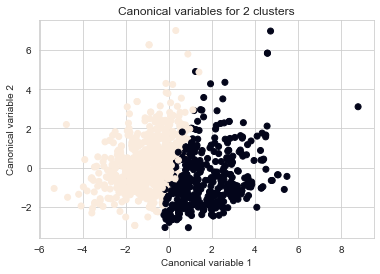 Canonical variables for 2 clusters
Canonical variable 2
6
4
2
0
−2
−6 −4 −2 0 2 4 6 8
Canonical variable 1